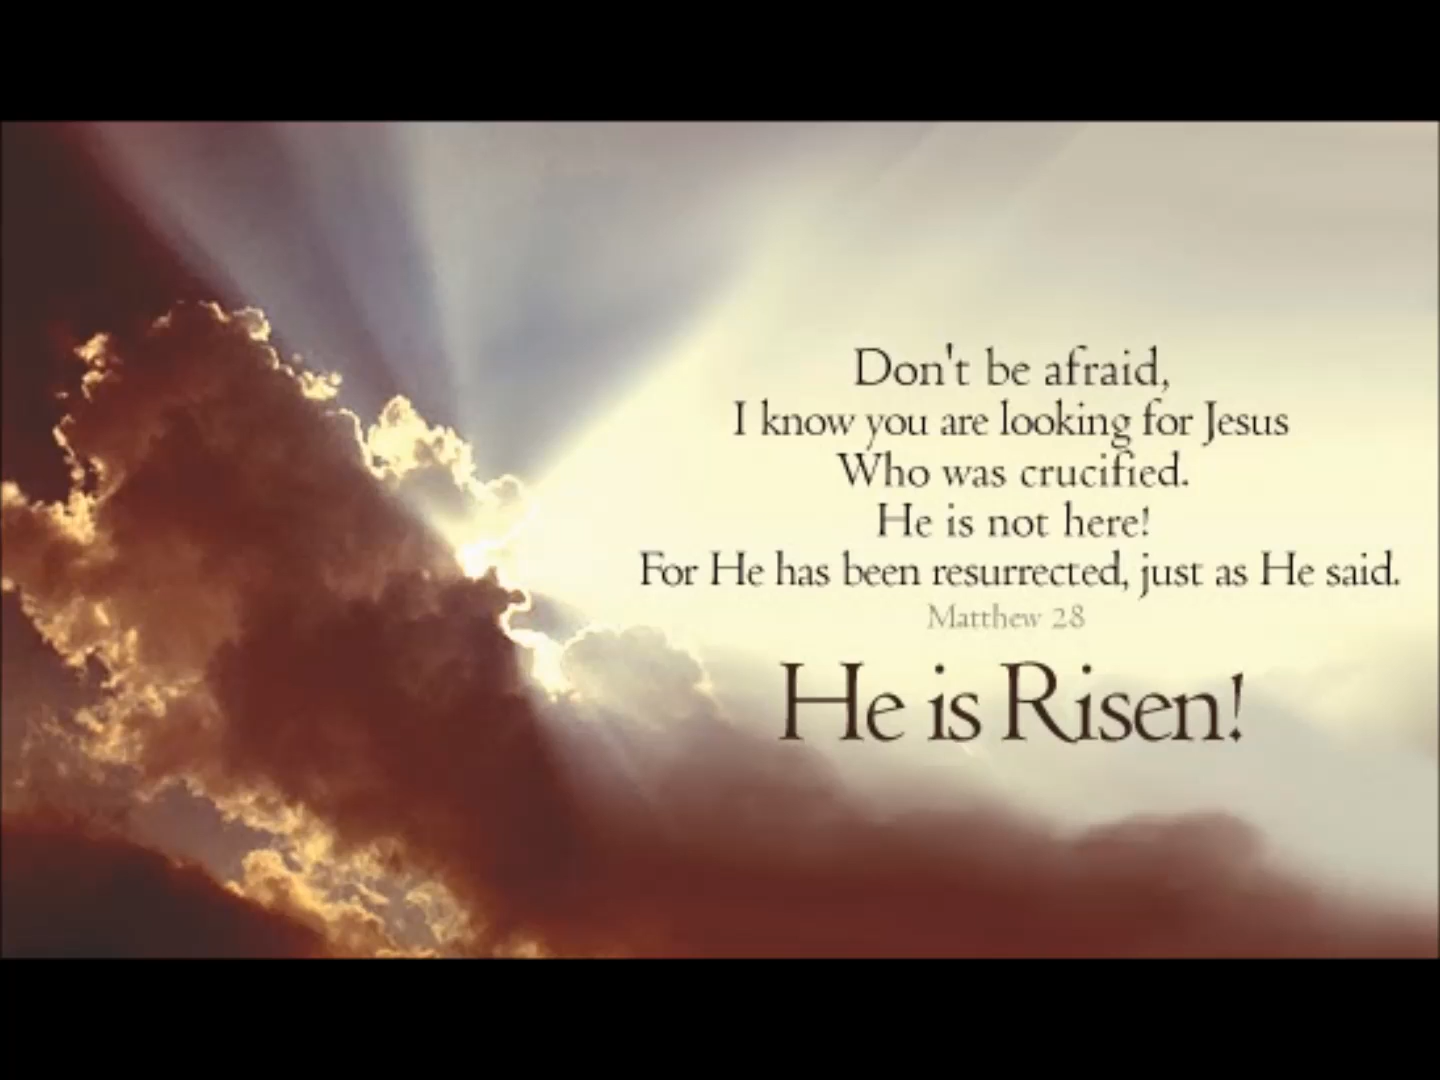 Don't be afraid,
I know you are looking for Jesus
Who was crucified.
He is not here!
For He has been resurrected, just as He said.
Matthew 28
He is Risen!